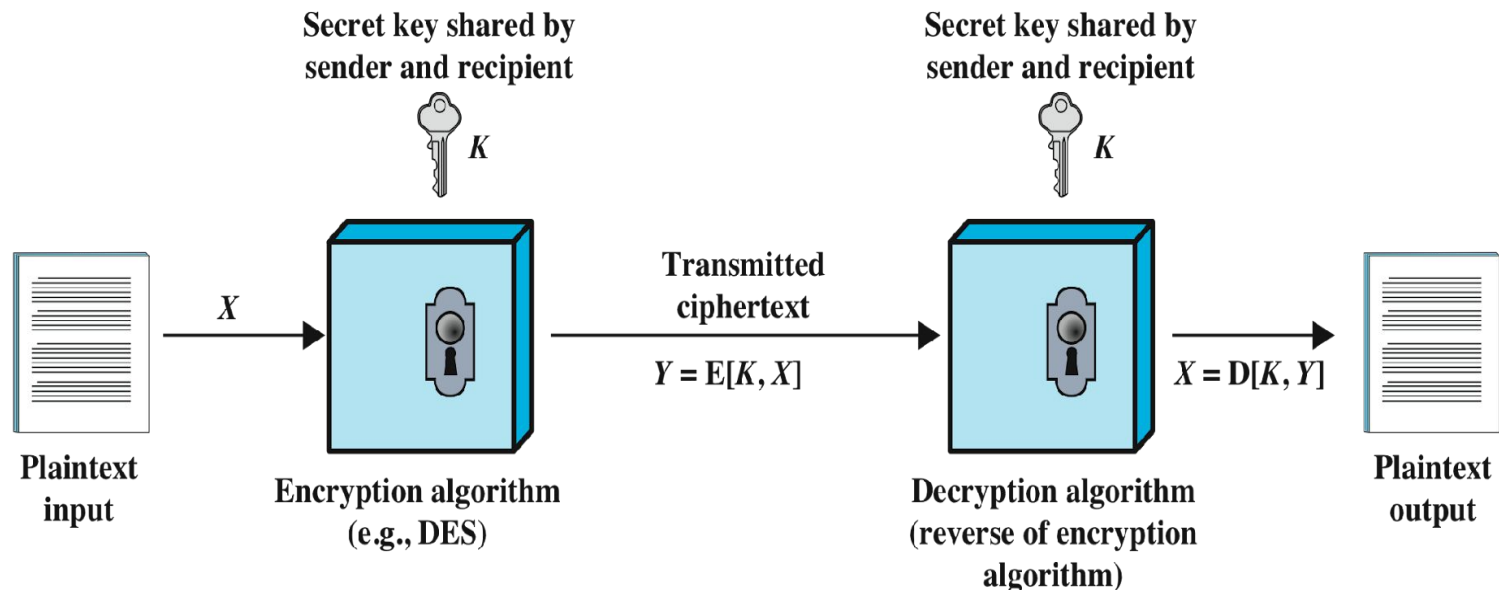 Secret key shared by
sender and recipient
K
Secret key shared by
sender and recipient
K
X
Transmitted
ciphertext
Y = E[K, X]
X = D[K, Y]
Plaintext
input
Encryption algorithm
(e.g., DES)
Decryption algorithm
(reverse of encryption
algorithm)
Plaintext
output